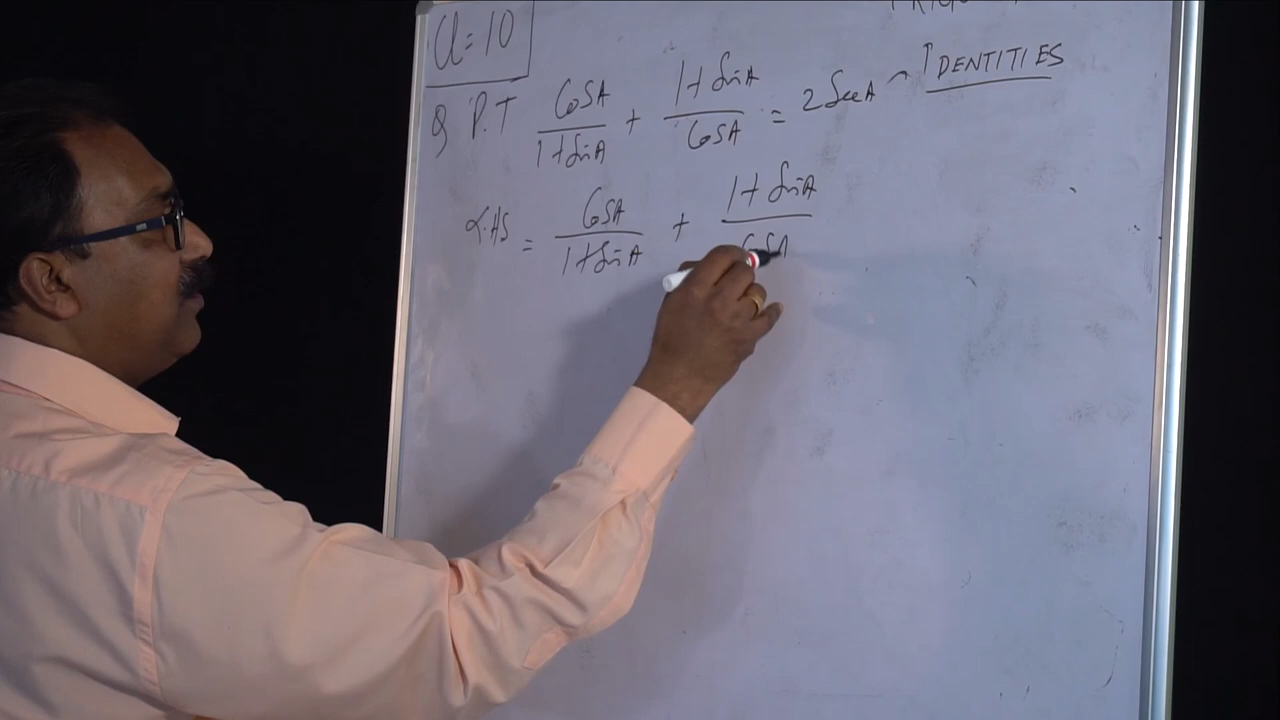 Cl = 10
IDENTITIES
Q P.T CosA/(1+SinA) + (1+SinA)/CosA = 2SecA
L.HS = CosA/(1+SinA) + (1+SinA)/CosA